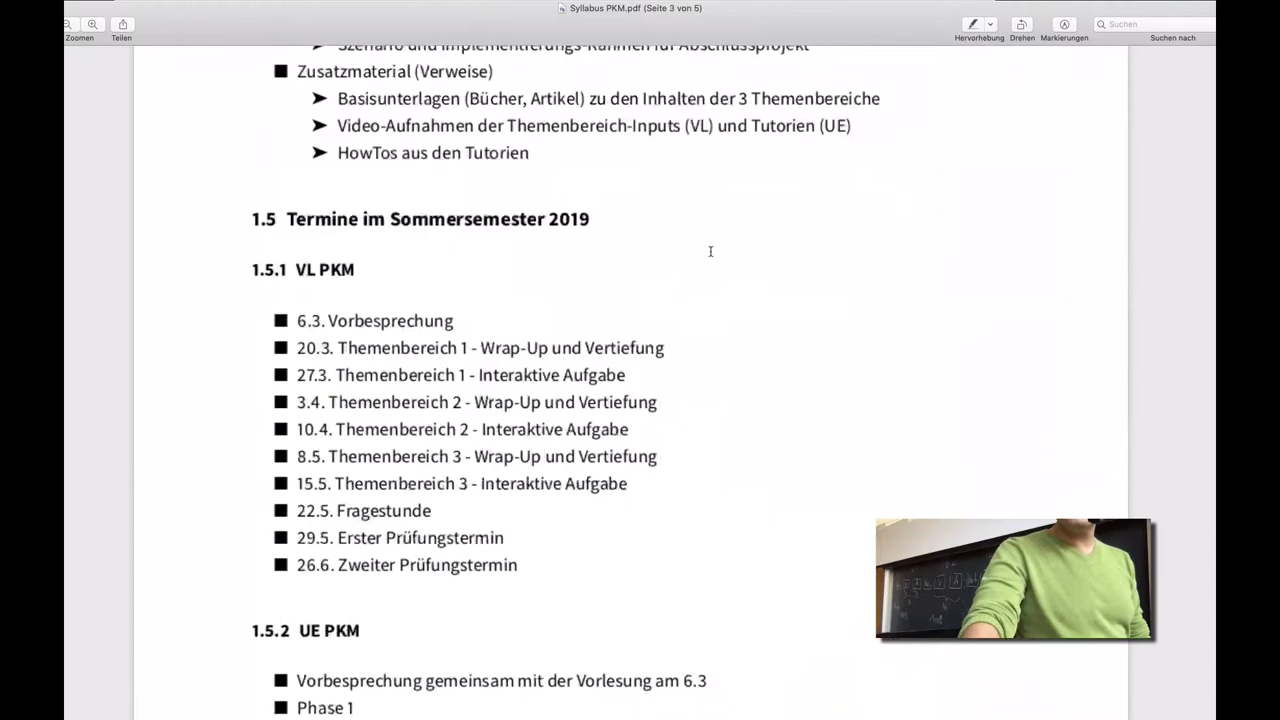 Syllabus PKM.pdf (Seite 3 von 5)
Zoomen
Teilen
Hervorhebung
Drehen
Markierungen
Suchen
Suchen nach
Szenario und Implementierungs-Rahmen für Abschlussprojekt
Zusatzmaterial (Verweise)
Basisunterlagen (Bücher, Artikel) zu den Inhalten der 3 Themenbereiche
Video-Aufnahmen der Themenbereich-Inputs (VL) und Tutorien (UE)
HowTos aus den Tutorien
1.5 Termine im Sommersemester 2019
1.5.1 VL PKM
6.3. Vorbesprechung
20.3. Themenbereich 1 - Wrap-Up und Vertiefung
27.3. Themenbereich 1 - Interaktive Aufgabe
3.4. Themenbereich 2 - Wrap-Up und Vertiefung
10.4. Themenbereich 2 - Interaktive Aufgabe
8.5. Themenbereich 3 - Wrap-Up und Vertiefung
15.5. Themenbereich 3 - Interaktive Aufgabe
22.5. Fragestunde
29.5. Erster Prüfungstermin
26.6. Zweiter Prüfungstermin
1.5.2 UE PKM
Vorbesprechung gemeinsam mit der Vorlesung am 6.3
Phase 1